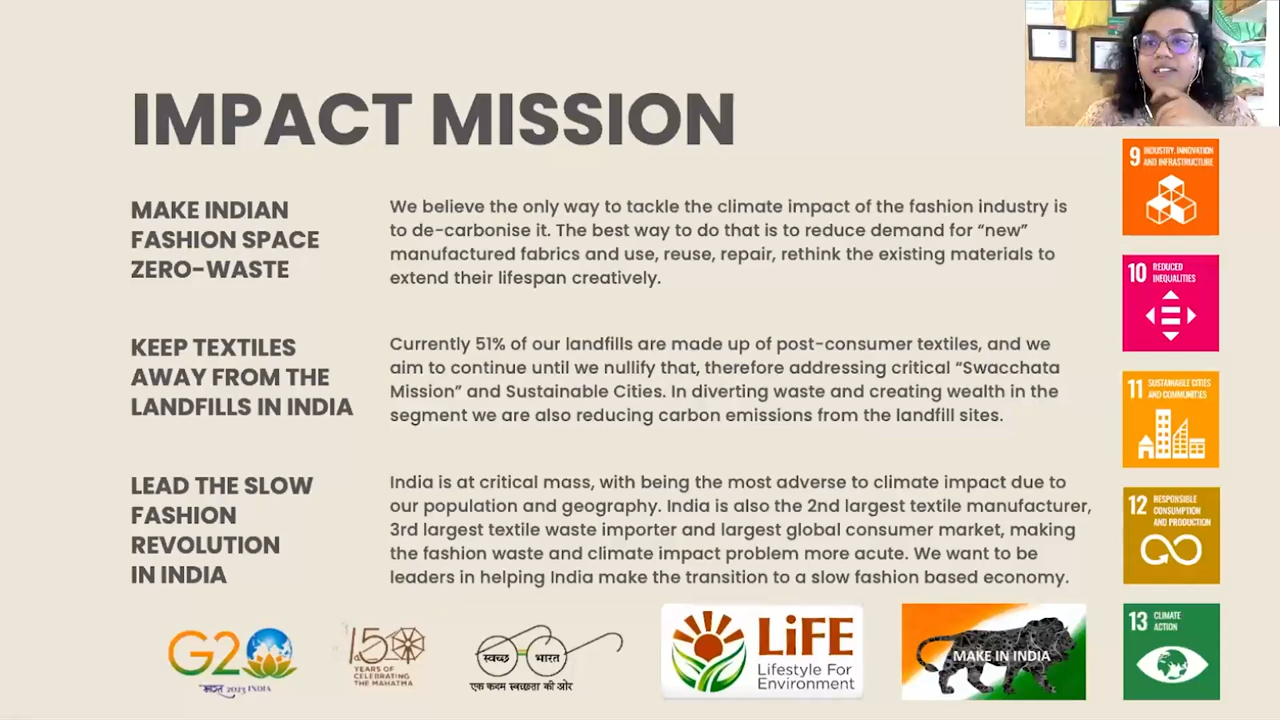 IMPACT MISSION
MAKE INDIAN
FASHION SPACE
ZERO-WASTE
We believe the only way to tackle the climate impact of the fashion industry is
to de-carbonise it. The best way to do that is to reduce demand for “new”
manufactured fabrics and use, reuse, repair, rethink the existing materials to
extend their lifespan creatively.
KEEP TEXTILES
AWAY FROM THE
LANDFILLS IN INDIA
Currently 51% of our landfills are made up of post-consumer textiles, and we
aim to continue until we nullify that, therefore addressing critical “Swacchata
Mission” and Sustainable Cities. In diverting waste and creating wealth in the
segment we are also reducing carbon emissions from the landfill sites.
LEAD THE SLOW
FASHION
REVOLUTION
IN INDIA
India is at critical mass, with being the most adverse to climate impact due to
our population and geography. India is also the 2nd largest textile manufacturer,
3rd largest textile waste importer and largest global consumer market, making
the fashion waste and climate impact problem more acute. We want to be
leaders in helping India make the transition to a slow fashion based economy.
9 INDUSTRY, INNOVATION
AND INFRASTRUCTURE
10 REDUCED
INEQUALITIES
11 SUSTAINABLE CITIES
AND COMMUNITIES
12 RESPONSIBLE
CONSUMPTION
AND PRODUCTION
13 CLIMATE
ACTION
G20
भारत 2023 INDIA
150
YEARS OF
CELEBRATING
THE MAHATMA
स्वच्छ भारत
एक कदम स्वच्छता की ओर
LiFE
Lifestyle For
Environment
MAKE IN INDIA